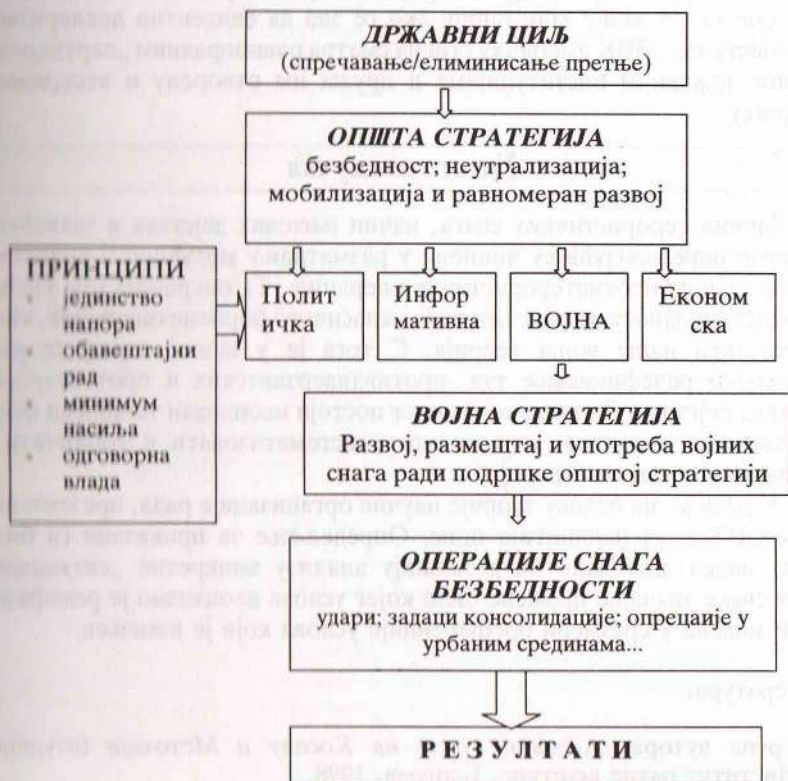 ДРЖАВНИ ЦИЉ
(спречавање/елиминисање претње)
ОПШТА СТРАТЕГИЈА
безбедност; неутрализација;
мобилизација и равномеран развој
ПРИНЦИПИ
јединство
напора
обавештајни
рад
минимум
насиља
одговорна
влада
Полит
ичка
Инфор
мативна
ВОЈНА
Економ
ска
ВОЈНА СТРАТЕГИЈА
Развој, размештај и употреба војних
снага ради подршке општој стратегији
ОПЕРАЦИЈЕ СНАГА
БЕЗБЕДНОСТИ
удари; задаци консолидације; опрецаије у
урбаним срединама...
РЕЗУЛТАТИ